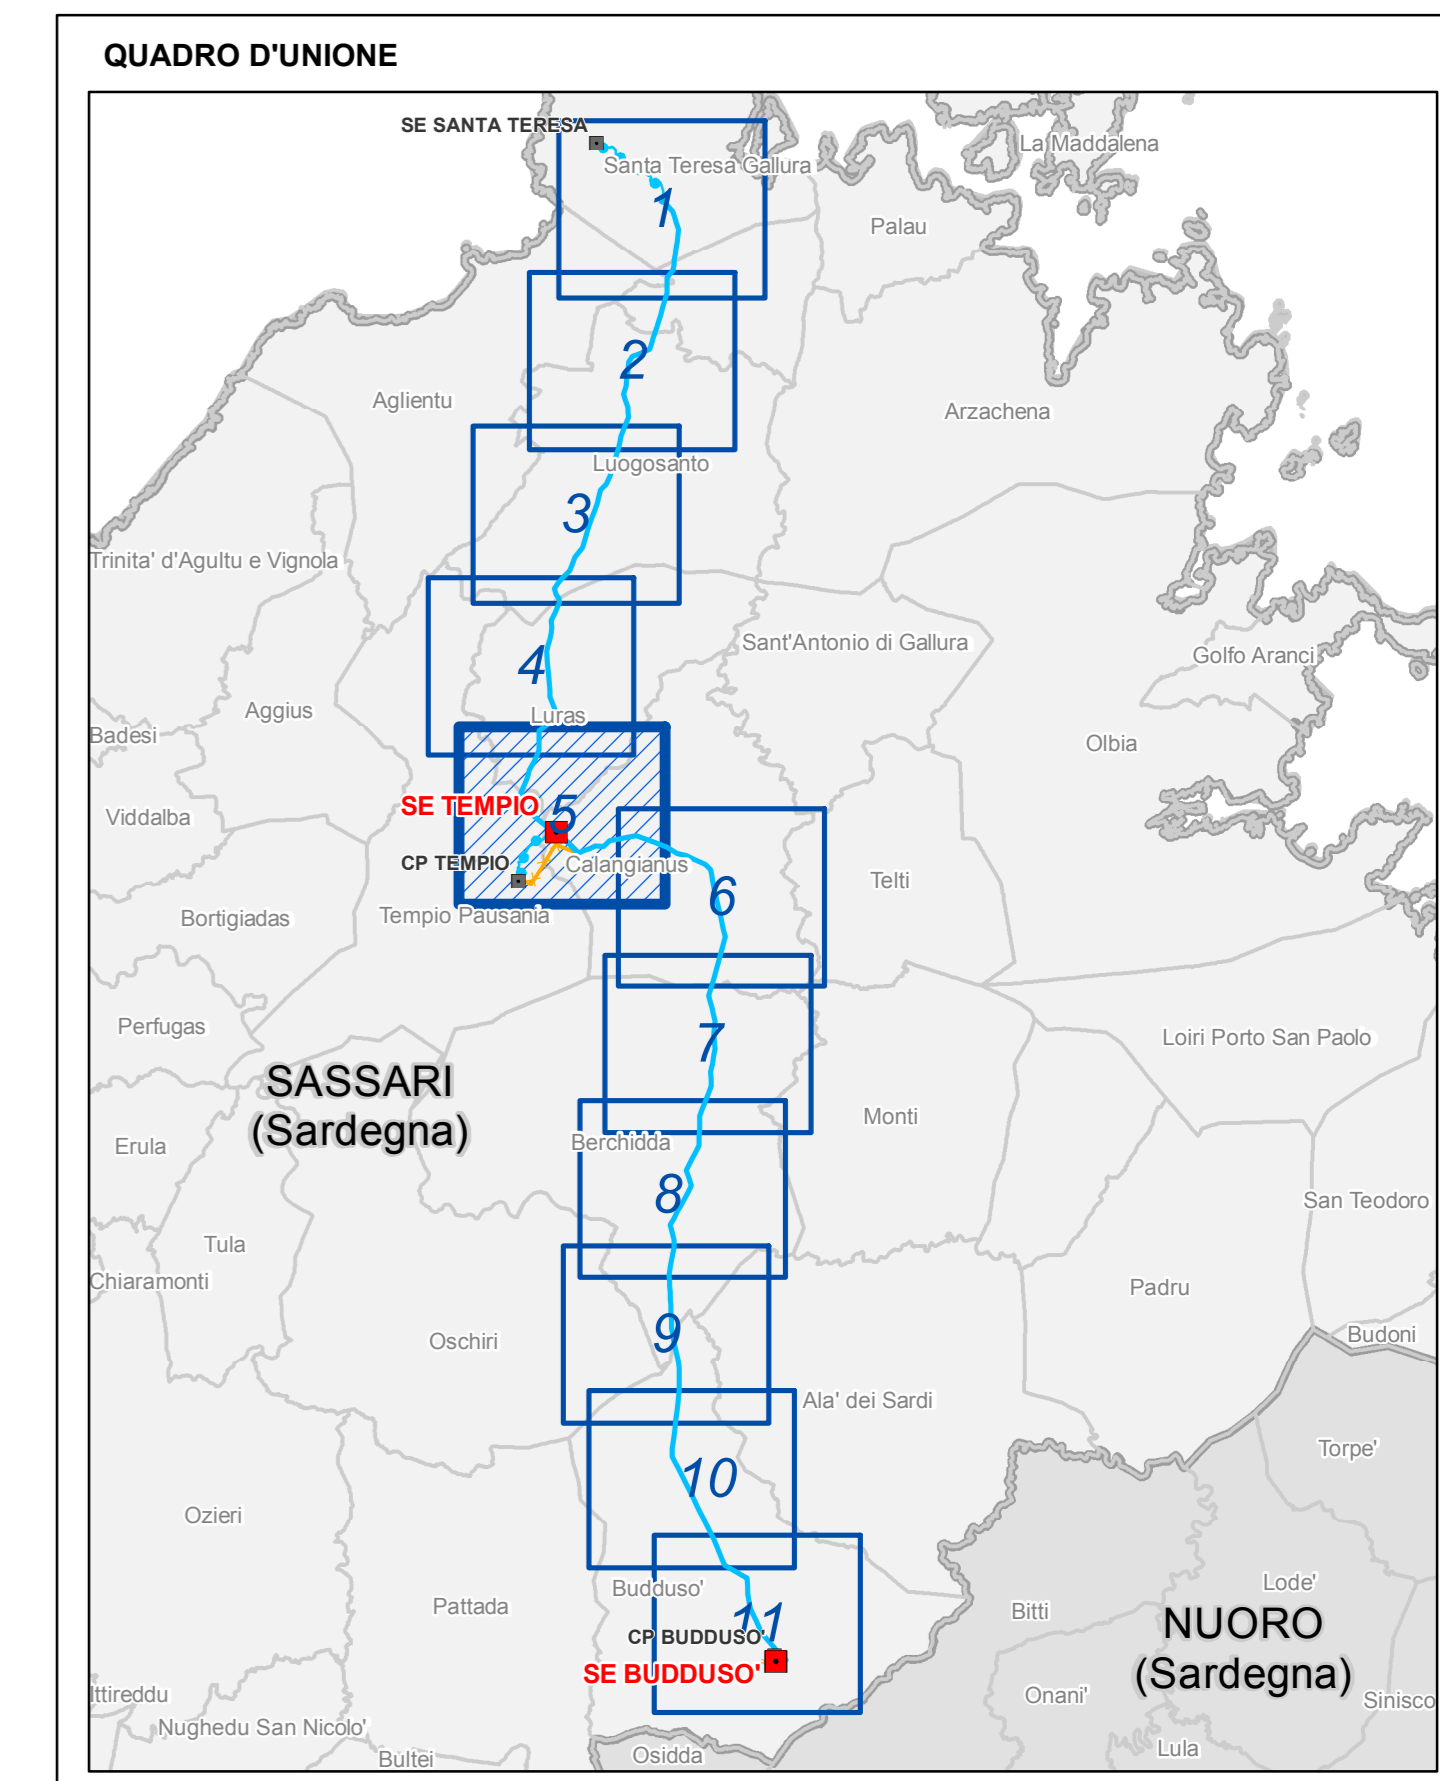 QUADRO D'UNIONE
SE SANTA TERESA
La Maddalena
Santa Teresa Gallura
1
Palau
2
Aglientu
Arzachena
Luogosanto
3
Trinita' d'Agultu e Vignola
Sant'Antonio di Gallura
Golfo Aranci
4
Aggius
Luras
Badesi
Olbia
SE TEMPIO
5
Viddalba
CP TEMPIO
Calangianus
Telti
6
Bortigiadas
Tempio Pausania
Perfugas
Loiri Porto San Paolo
7
SASSARI
(Sardegna)
Monti
Erula
Berchidda
8
San Teodoro
Tula
Chiaramonti
Padru
9
Oschiri
Budoni
Ala' dei Sardi
Torpe'
10
Ozieri
Lode'
Budduso'
Pattada
Bitti
11
NUORO
(Sardegna)
CP BUDDUSO'
SE BUDDUSO'
Ittireddu
Onani'
Sinisco
Nughedu San Nicolo'
Lula
Bultei
Osidda